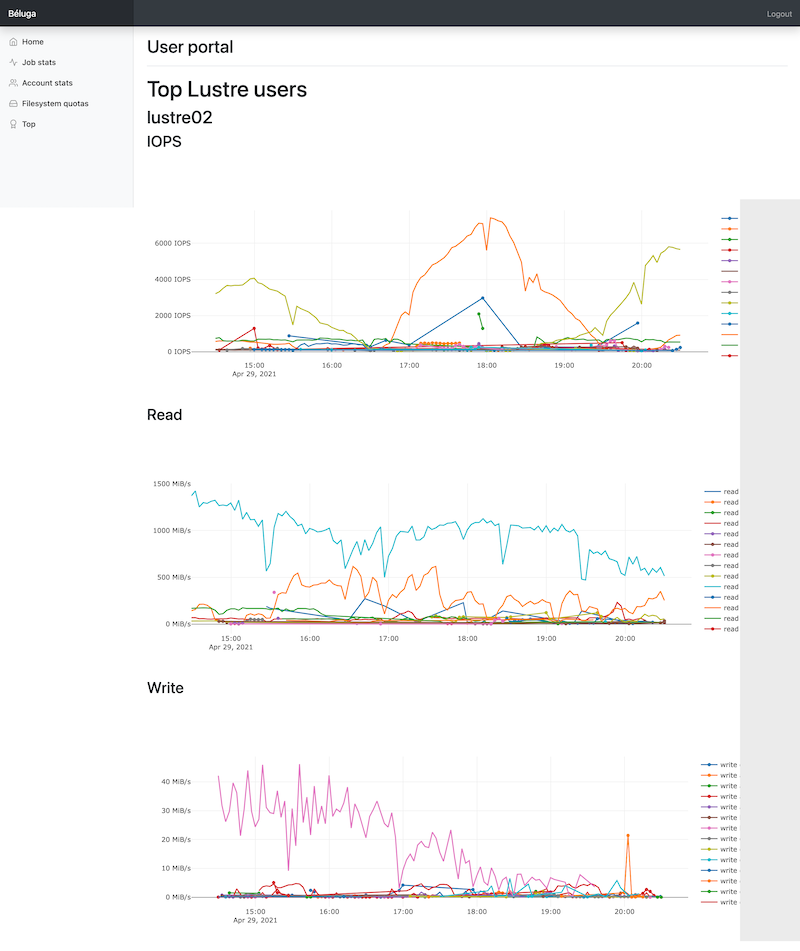 Béluga
Logout
Home
Job stats
Account stats
Filesystem quotas
Top
User portal
Top Lustre users
lustre02
IOPS
6000 IOPS
4000 IOPS
2000 IOPS
0 IOPS
15:00 16:00 17:00 18:00 19:00 20:00
Apr 29, 2021
Read
1500 MiB/s
1000 MiB/s
500 MiB/s
0 MiB/s
15:00 16:00 17:00 18:00 19:00 20:00
Apr 29, 2021
read
read
read
read
read
read
read
read
read
read
read
read
read
read
Write
40 MiB/s
30 MiB/s
20 MiB/s
10 MiB/s
0 MiB/s
15:00 16:00 17:00 18:00 19:00 20:00
Apr 29, 2021
write
write
write
write
write
write
write
write
write
write
write
write
write
write